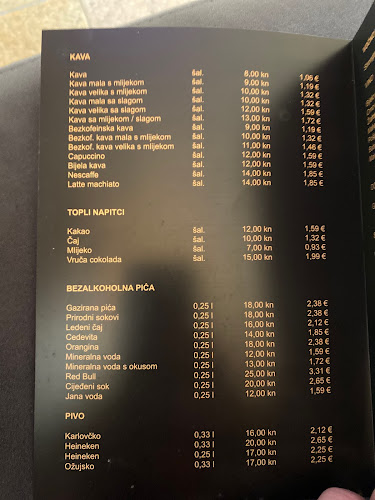 KAVA
Kava šal. 8,00 kn 1,06 €
Kava mala s mlijekom šal. 9,00 kn 1,19 €
Kava velika s mlijekom šal. 10,00 kn 1,32 €
Kava mala sa slagom šal. 10,00 kn 1,32 €
Kava velika sa slagom šal. 12,00 kn 1,59 €
Kava sa mlijekom / slagom šal. 13,00 kn 1,72 €
Bezkofeinska kava šal. 9,00 kn 1,19 €
Bezkof. kava mala s mlijekom šal. 10,00 kn 1,32 €
Bezkof. kava velika s mlijekom šal. 11,00 kn 1,46 €
Capuccino šal. 12,00 kn 1,59 €
Bijela kava šal. 12,00 kn 1,59 €
Nescaffe šal. 14,00 kn 1,85 €
Latte machiato šal. 14,00 kn 1,85 €
TOPLI NAPITCI
Kakao šal. 12,00 kn 1,59 €
Čaj šal. 10,00 kn 1,32 €
Mlijeko šal. 7,00 kn 0,93 €
Vruča cokolada šal. 15,00 kn 1,99 €
BEZALKOHOLNA PIĆA
Gazirana pića 0,25 l 18,00 kn 2,38 €
Prirodni sokovi 0,25 l 18,00 kn 2,38 €
Ledeni čaj 0,25 l 16,00 kn 2,12 €
Cedevita 0,25 l 14,00 kn 1,85 €
Orangina 0,25 l 18,00 kn 2,38 €
Mineralna voda 0,25 l 12,00 kn 1,59 €
Mineralna voda s okusom 0,25 l 13,00 kn 1,72 €
Red Bull 0,25 l 25,00 kn 3,31 €
Cijeđeni sok 0,25 l 20,00 kn 2,65 €
Jana voda 0,25 l 12,00 kn 1,59 €
PIVO
Karlovčko 0,33 l 16,00 kn 2,12 €
Heineken 0,33 l 20,00 kn 2,65 €
Heineken 0,25 l 17,00 kn 2,25 €
Ožujsko 0,33 l 17,00 kn 2,25 €